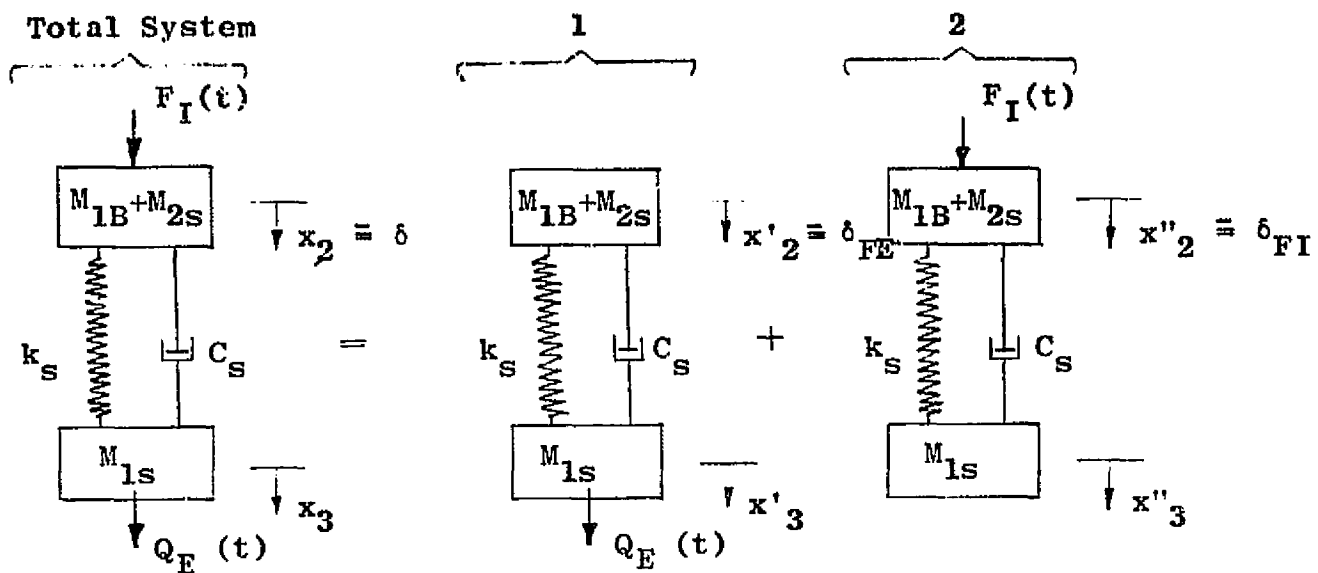 Total System
F_I(t)
M_1B+M_2s
x_2 ≡ δ
k_s
C_s
M_1s
x_3
Q_E (t)
=
1
M_1B+M_2s
x'_2 ≡ δ_FE
k_s
C_s
M_1s
x'_3
Q_E (t)
+
2
F_I(t)
M_1B+M_2s
x"_2 ≡ δ_FI
k_s
C_s
M_1s
x"_3